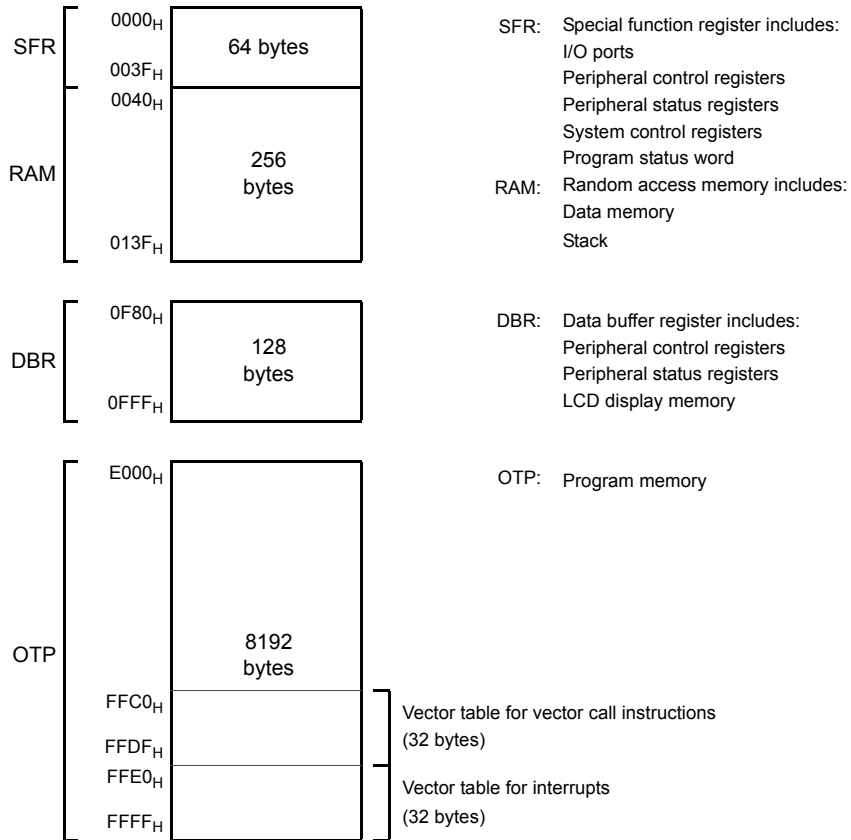 0000H
SFR
64 bytes
003FH
0040H
RAM
256
bytes
013FH
SFR: Special function register includes:
I/O ports
Peripheral control registers
Peripheral status registers
System control registers
Program status word
RAM: Random access memory includes:
Data memory
Stack
0F80H
DBR
128
bytes
0FFFH
DBR: Data buffer register includes:
Peripheral control registers
Peripheral status registers
LCD display memory
E000H
OTP: Program memory
OTP
8192
bytes
FFC0H
Vector table for vector call instructions
(32 bytes)
FFDFH
FFE0H
Vector table for interrupts
(32 bytes)
FFFFH